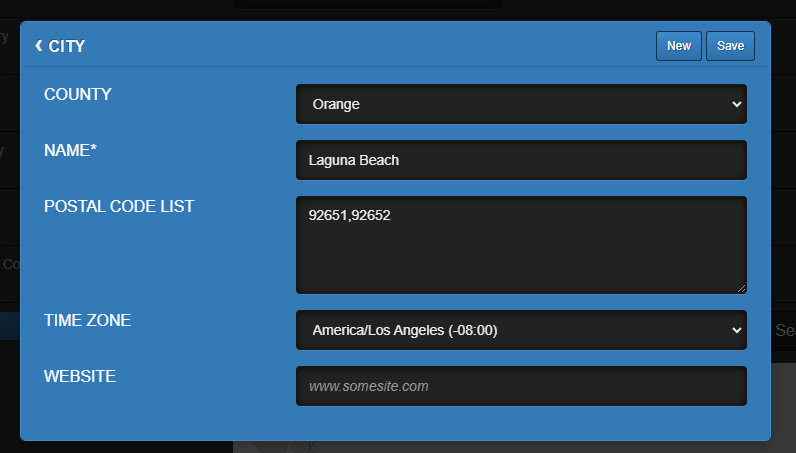 ‹ CITY
New Save
COUNTY
Orange
NAME*
Laguna Beach
POSTAL CODE LIST
92651,92652
TIME ZONE
America/Los Angeles (-08:00)
WEBSITE
www.somesite.com
Co
Se